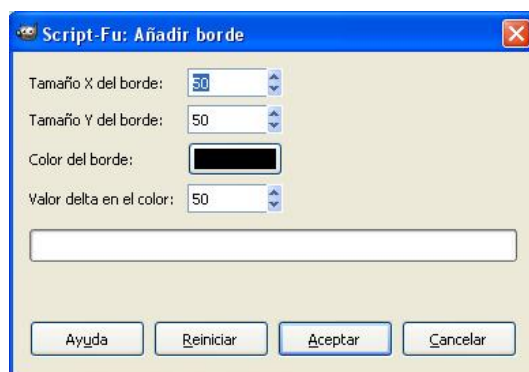 Script-Fu: Añadir borde
Tamaño X del borde: 50
Tamaño Y del borde: 50
Color del borde:
Valor delta en el color: 50
Ayuda Reiniciar Aceptar Cancelar